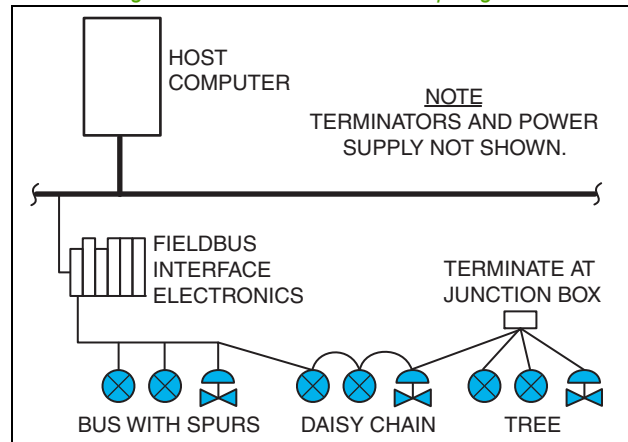 HOST
COMPUTER
NOTE
TERMINATORS AND POWER
SUPPLY NOT SHOWN.
FIELDBUS
INTERFACE
ELECTRONICS
TERMINATE AT
JUNCTION BOX
BUS WITH SPURS
DAISY CHAIN
TREE